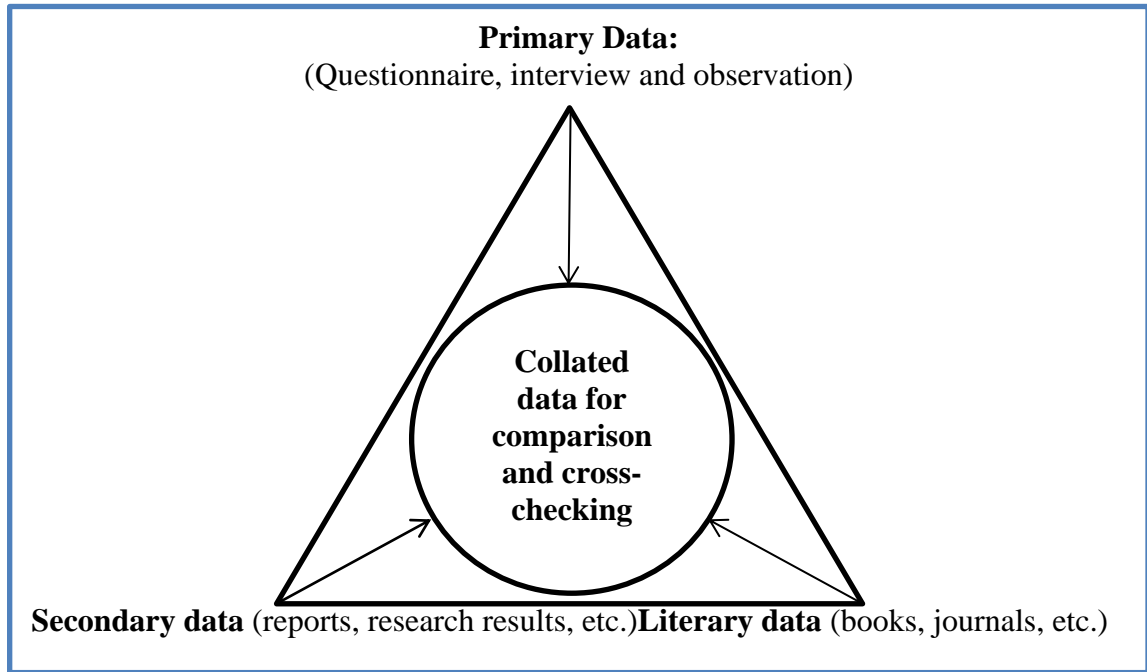 Primary Data:
(Questionnaire, interview and observation)
Collated
data for
comparison
and cross-
checking
Secondary data (reports, research results, etc.)Literary data (books, journals, etc.)